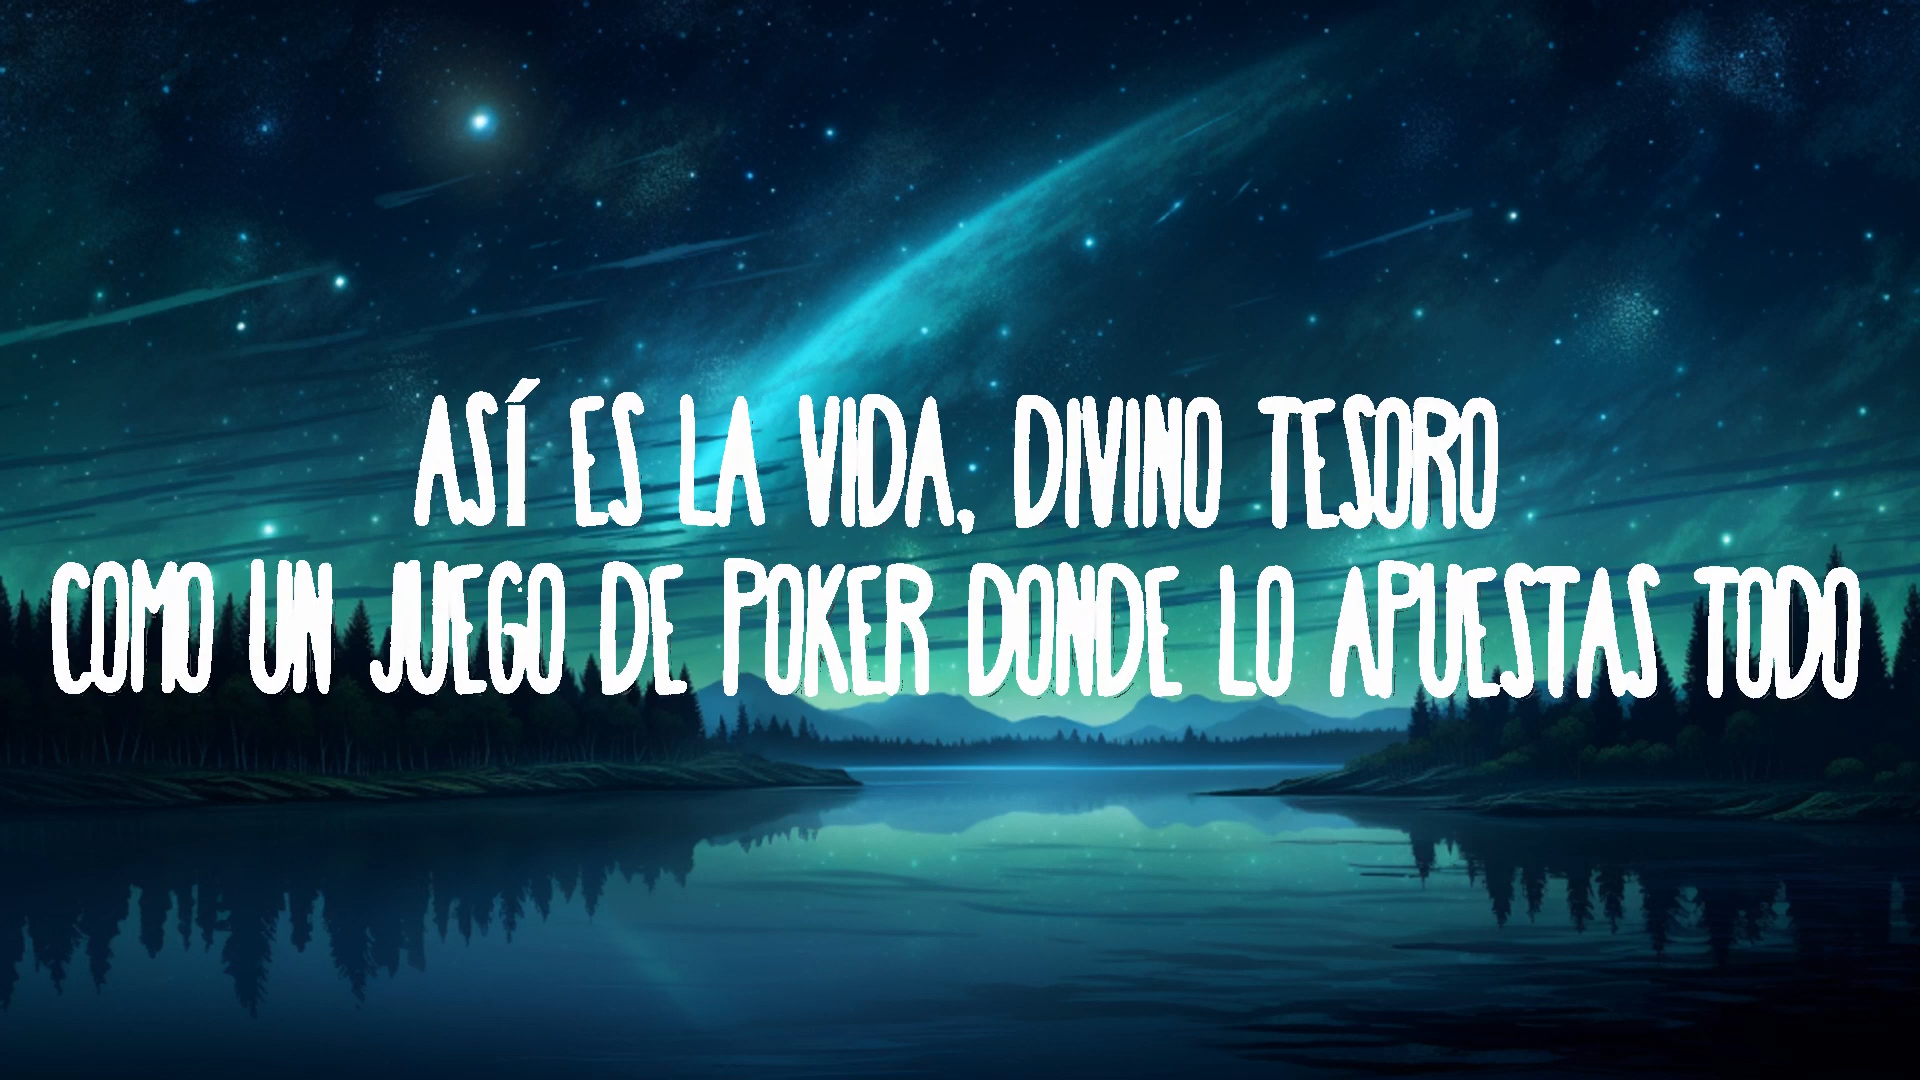 ASÍ ES LA VIDA, DIVINO TESORO
COMO UN JUEGO DE POKER DONDE LO APUESTAS TODO